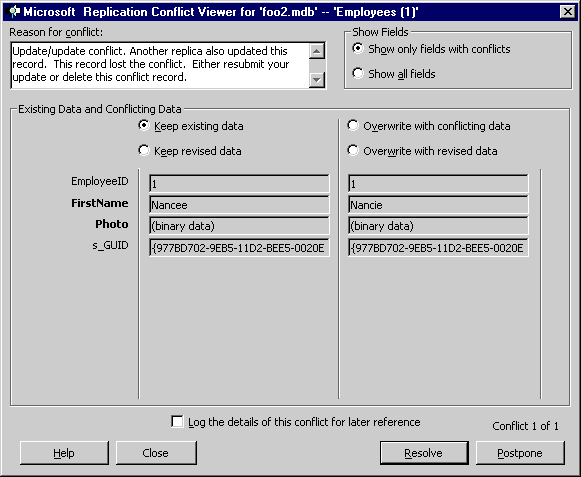 Microsoft Replication Conflict Viewer for 'foo2.mdb' -- 'Employees (1)'
Reason for conflict:
Update/update conflict. Another replica also updated this
record. This record lost the conflict. Either resubmit your
update or delete this conflict record.
Show Fields
Show only fields with conflicts
Show all fields
Existing Data and Conflicting Data
Keep existing data
Overwrite with conflicting data
Keep revised data
Overwrite with revised data
EmployeeID 1 1
FirstName Nancee Nancie
Photo (binary data) (binary data)
s_GUID {977BD702-9EB5-11D2-BEE5-0020E {977BD702-9EB5-11D2-BEE5-0020E
Log the details of this conflict for later reference
Conflict 1 of 1
Help Close Resolve Postpone